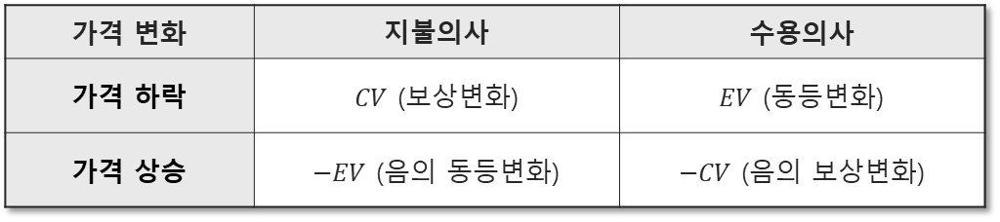 가격 변화 지불의사 수용의사
가격 하락 CV (보상변화) EV (동등변화)
가격 상승 −EV (음의 동등변화) −CV (음의 보상변화)